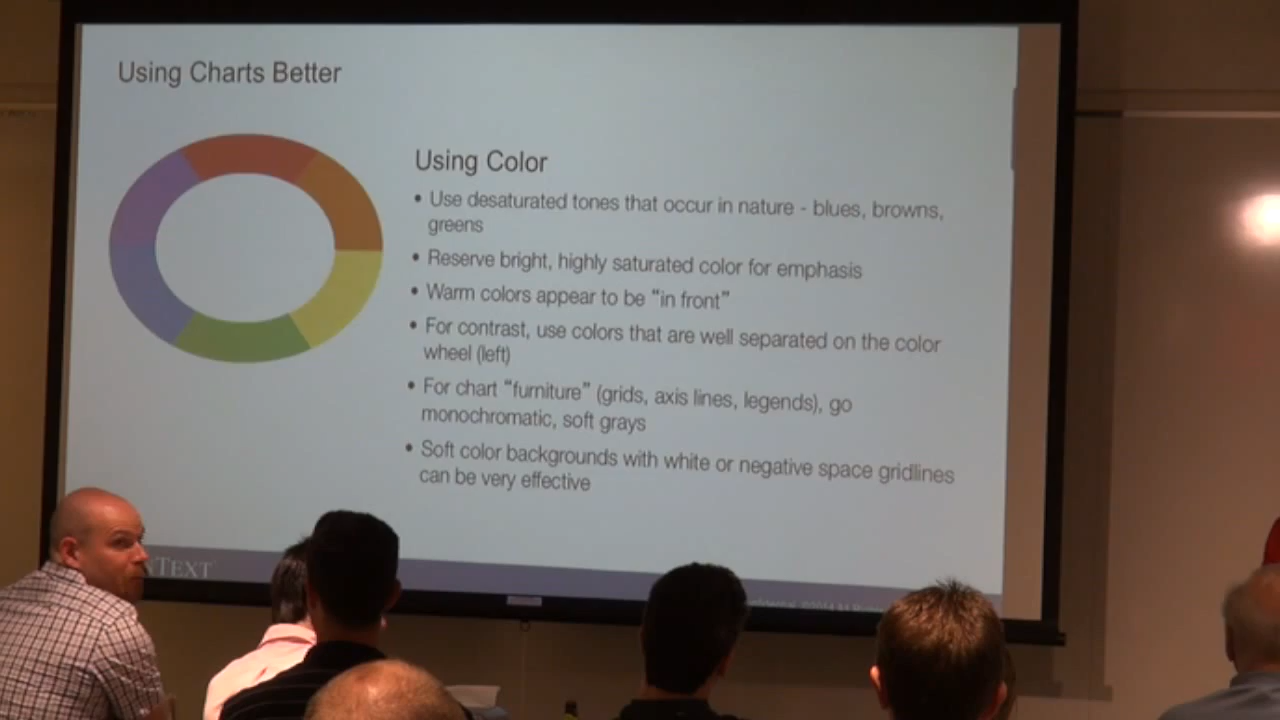 Using Charts Better
Using Color
• Use desaturated tones that occur in nature - blues, browns,
greens
• Reserve bright, highly saturated color for emphasis
• Warm colors appear to be “in front”
• For contrast, use colors that are well separated on the color
wheel (left)
• For chart “furniture” (grids, axis lines, legends), go
monochromatic, soft grays
• Soft color backgrounds with white or negative space gridlines
can be very effective
TEXT
©2014